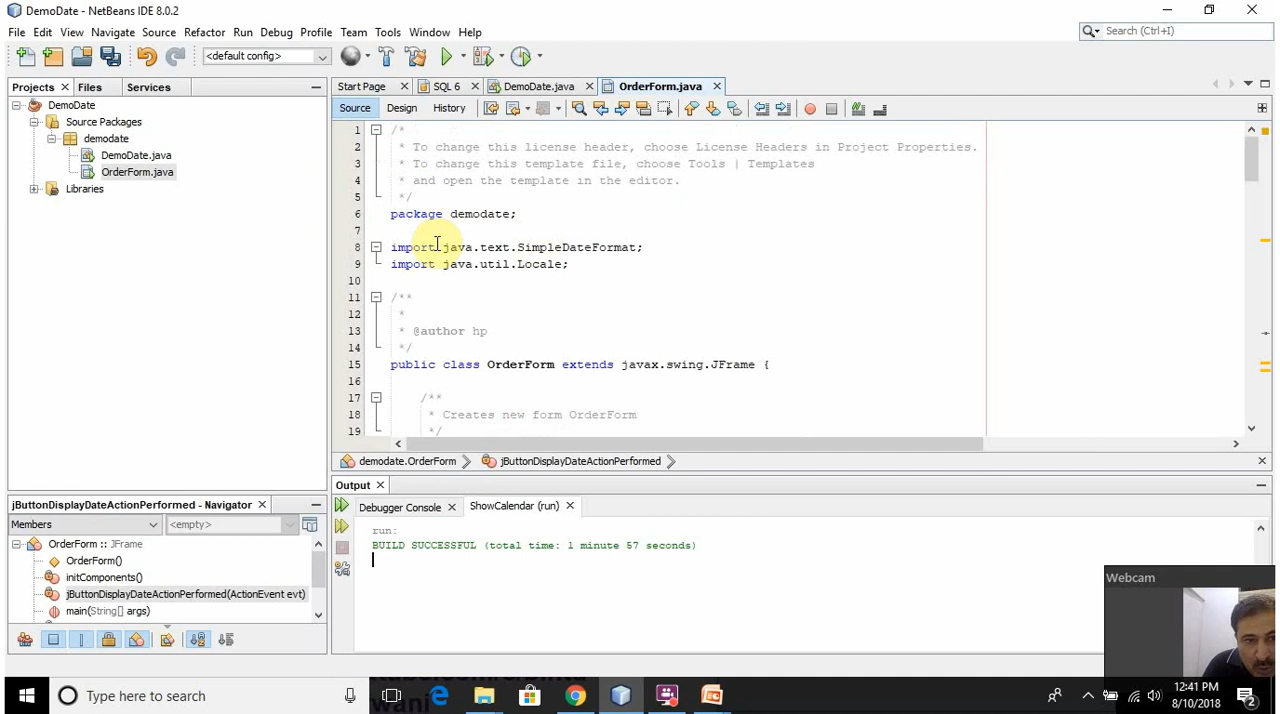 DemoDate - NetBeans IDE 8.0.2
File Edit View Navigate Source Refactor Run Debug Profile Team Tools Window Help
Search (Ctrl+I)
<default config>
Projects Files Services
Start Page SQL 6 DemoDate.java OrderForm.java
Source Design History
DemoDate
Source Packages
demodate
DemoDate.java
OrderForm.java
Libraries
1 /*
2 * To change this license header, choose License Headers in Project Properties.
3 * To change this template file, choose Tools | Templates
4 * and open the template in the editor.
5 */
6 package demodate;
7
8 import java.text.SimpleDateFormat;
9 import java.util.Locale;
10
11 /**
12 *
13 * @author hp
14 */
15 public class OrderForm extends javax.swing.JFrame {
16
17 /**
18 * Creates new form OrderForm
19 */
demodate.OrderForm jButtonDisplayDateActionPerformed
jButtonDisplayDateActionPerformed - Navigator
Members <empty>
OrderForm :: JFrame
OrderForm()
initComponents()
jButtonDisplayDateActionPerformed(ActionEvent evt)
main(String[] args)
Output
Debugger Console ShowCalendar (run)
run:
BUILD SUCCESSFUL (total time: 1 minute 57 seconds)
Webcam
Type here to search
wani
12:41 PM
8/10/2018
2